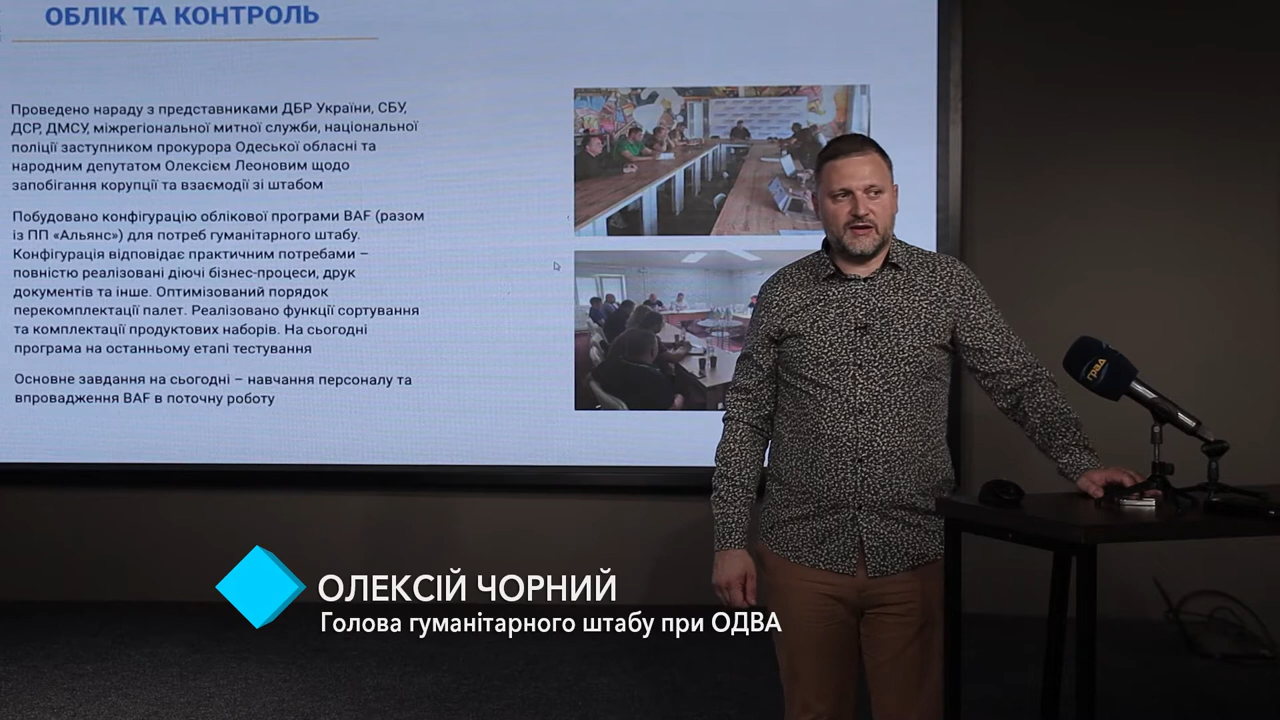 ОБЛІК ТА КОНТРОЛЬ
Проведено нараду з представниками ДБР України, СБУ,
ДСР, ДМСУ, міжрегіональної митної служби, національної
поліції заступником прокурора Одеської обласні та
народним депутатом Олексієм Леоновим щодо
запобігання корупції та взаємодії зі штабом
Побудовано конфігурацію облікової програми BAF (разом
із ПП «Альянс») для потреб гуманітарного штабу.
Конфігурація відповідає практичним потребами –
повністю реалізовані діючі бізнес-процеси, друк
документів та інше. Оптимізований порядок
перекомплектації палет. Реалізовано функції сортування
та комплектації продуктових наборів. На сьогодні
програма на останньому етапі тестування
Основне завдання на сьогодні – навчання персоналу та
впровадження BAF в поточну роботу
град
ОЛЕКСІЙ ЧОРНИЙ
Голова гуманітарного штабу при ОДВА